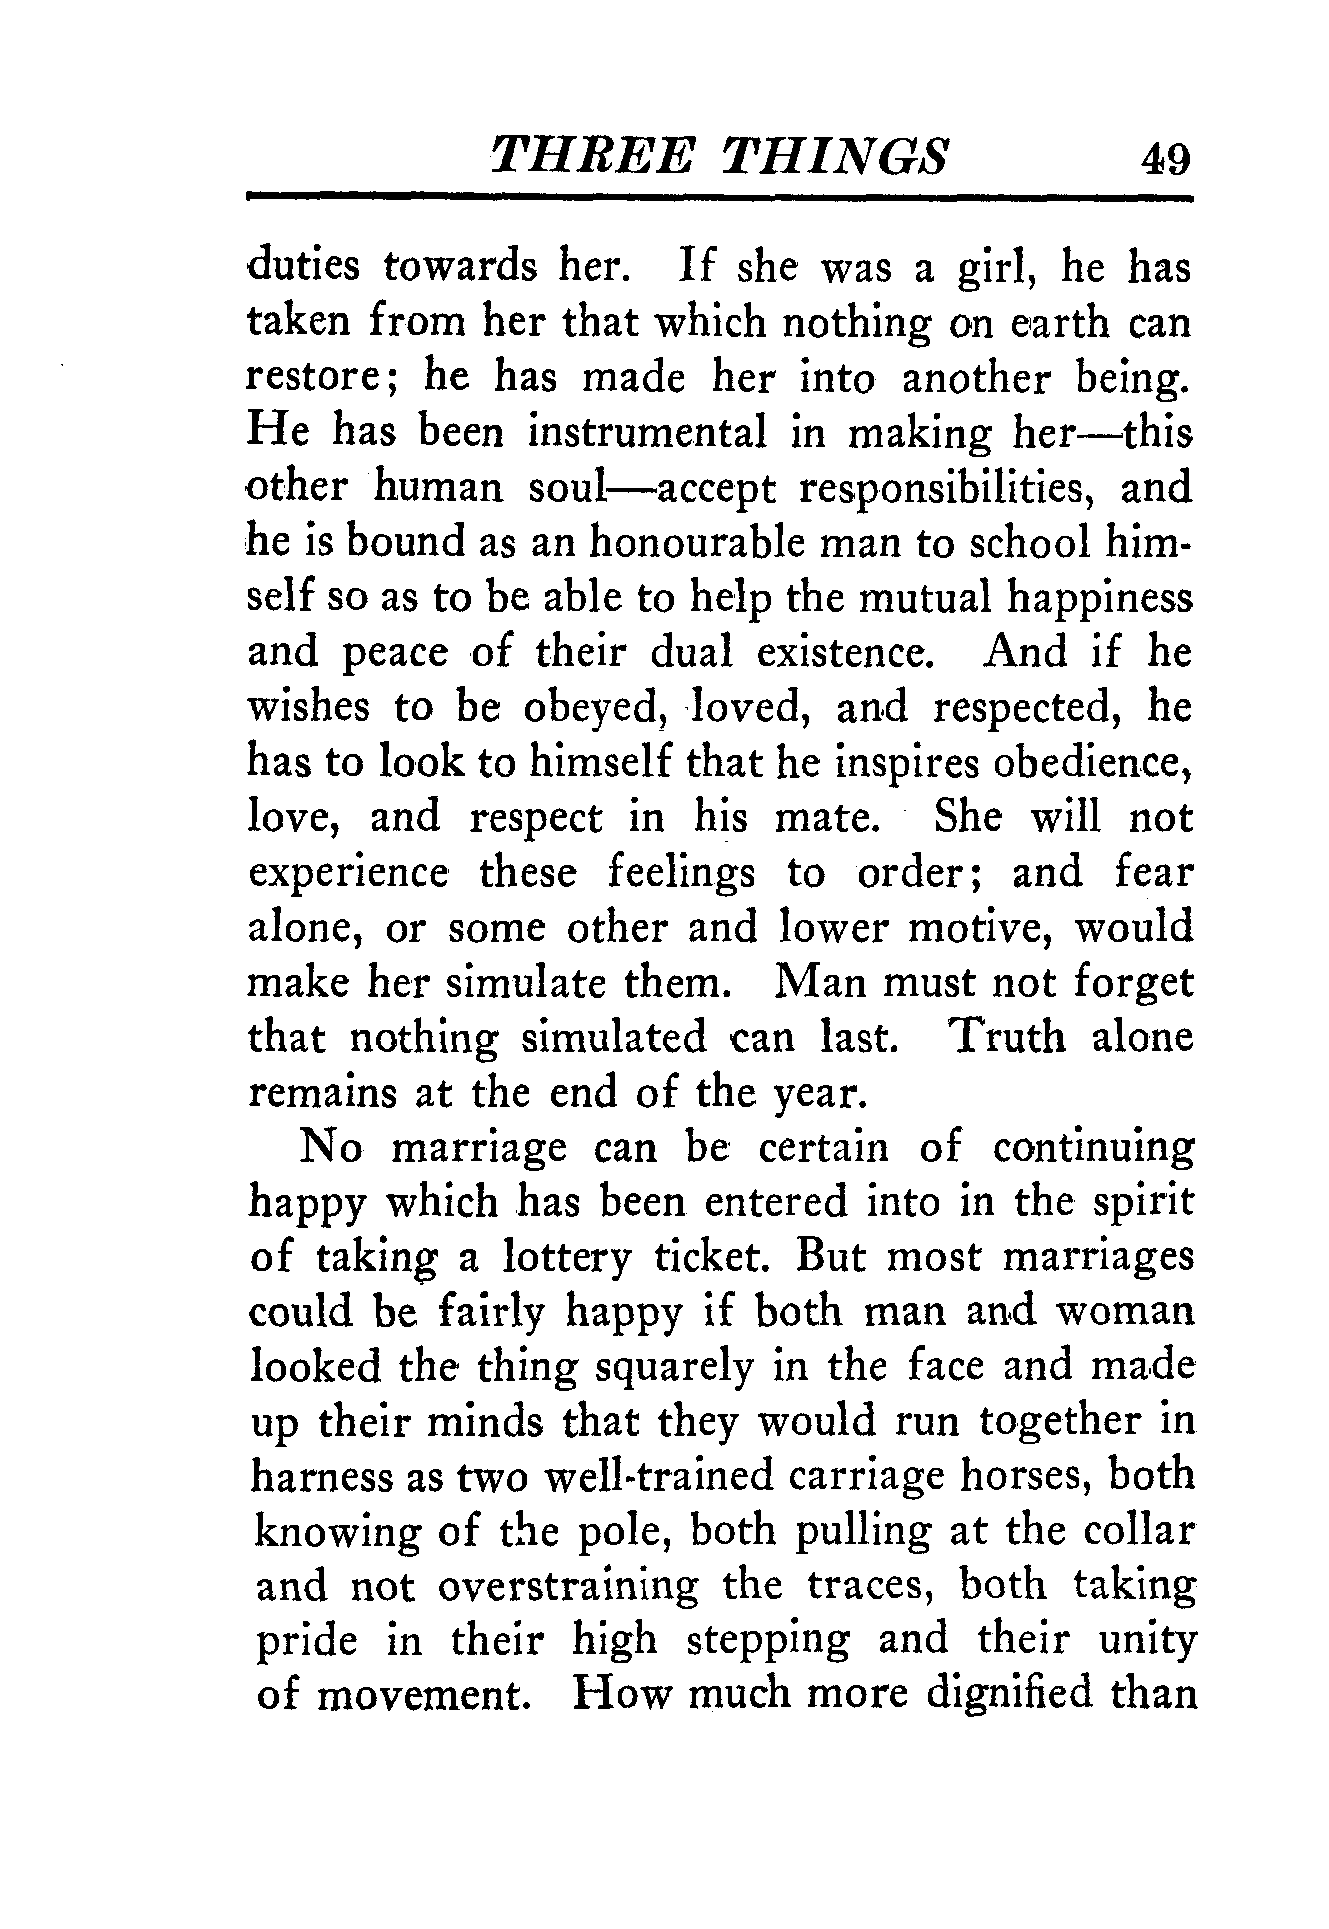 THREE THINGS 49
duties towards her. If she was a girl, he has
taken from her that which nothing on earth can
restore; he has made her into another being.
He has been instrumental in making her—this
other human soul—accept responsibilities, and
he is bound as an honourable man to school him-
self so as to be able to help the mutual happiness
and peace of their dual existence. And if he
wishes to be obeyed, loved, and respected, he
has to look to himself that he inspires obedience,
love, and respect in his mate. She will not
experience these feelings to order; and fear
alone, or some other and lower motive, would
make her simulate them. Man must not forget
that nothing simulated can last. Truth alone
remains at the end of the year.
No marriage can be certain of continuing
happy which has been entered into in the spirit
of taking a lottery ticket. But most marriages
could be fairly happy if both man and woman
looked the thing squarely in the face and made
up their minds that they would run together in
harness as two well-trained carriage horses, both
knowing of the pole, both pulling at the collar
and not overstraining the traces, both taking
pride in their high stepping and their unity
of movement. How much more dignified than